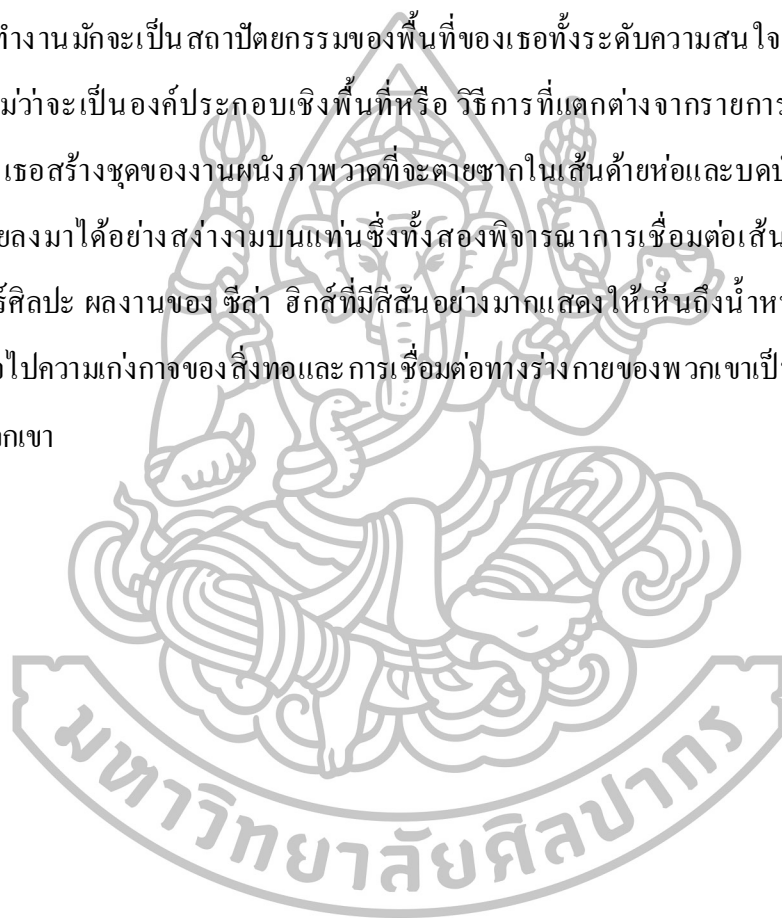 ทำงานมักจะเป็นสถาปัตยกรรมของพื้นที่ของเธอทั้งระดับความสนใจ
ม่ว่าจะเป็นองค์ประกอบเชิงพื้นที่หรือ วิธีการที่แตกต่างจากรายการ
เธอสร้างชุดของงานผนังภาพวาดที่จะตายซากในเส้นด้ายห่อและบด
ยลงมาได้อย่างสง่างามบนแท่นซึ่งทั้งสองพิจารณาการเชื่อมต่อเส้น
ร์ศิลปะ ผลงานของ ซีล่า ฮิกส์ที่มีสีสันอย่างมากแสดงให้เห็นถึงน้ำห
ไปความเก่งกาจของสิ่งทอและการเชื่อมต่อทางร่างกายของพวกเขาเป็
กเขา
มหาวิทยาลัยศิลปากร